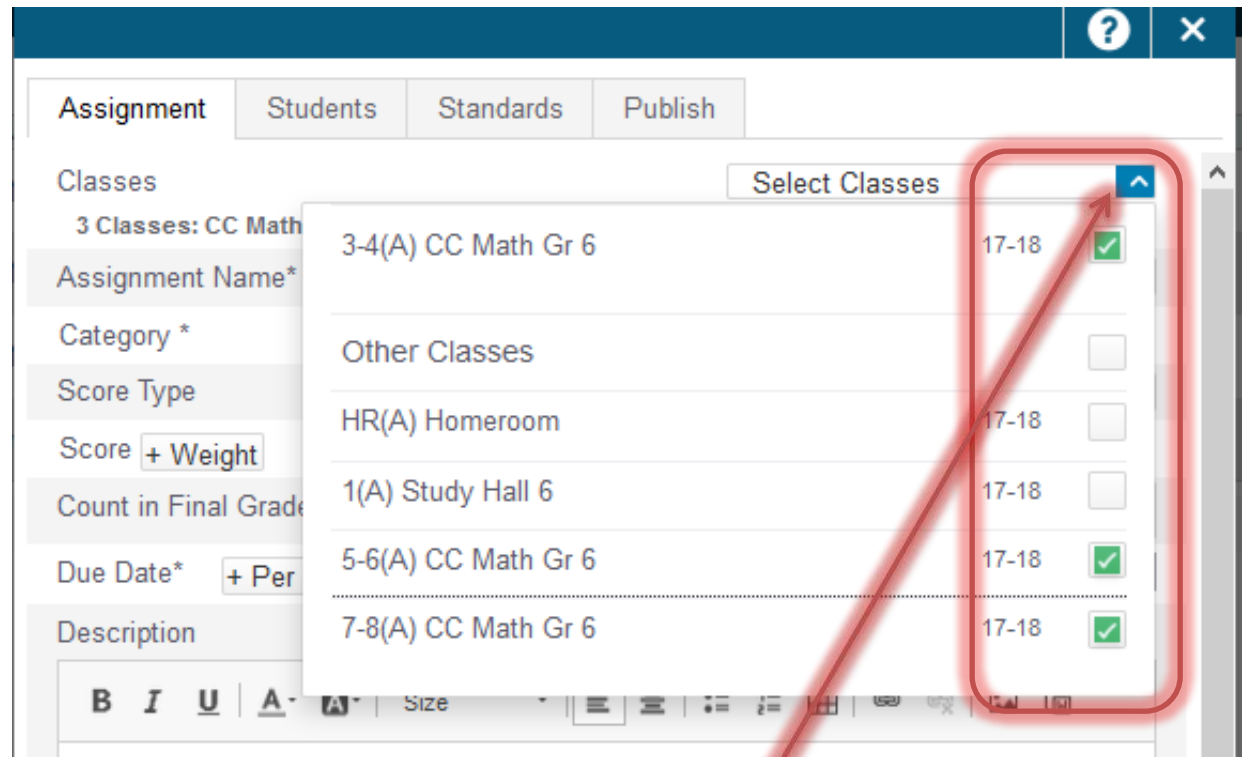 ?
Assignment Students Standards Publish
Classes Select Classes
3 Classes: CC Math
3-4(A) CC Math Gr 6 17-18
Assignment Name*
Category *
Other Classes
Score Type
HR(A) Homeroom 17-18
Score + Weight
1(A) Study Hall 6 17-18
Count in Final Grade
5-6(A) CC Math Gr 6 17-18
Due Date* + Per
7-8(A) CC Math Gr 6 17-18
Description
B I U A A Size